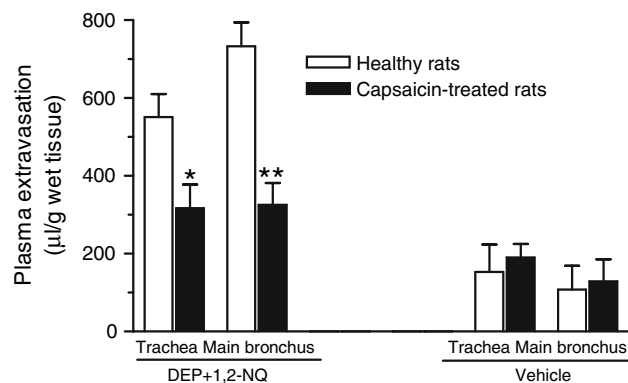 800
600
400
200
0
Plasma extravasation
(µl/g wet tissue)
Healthy rats
Capsaicin-treated rats
*
**
Trachea Main bronchus
DEP+1,2-NQ
Trachea Main bronchus
Vehicle